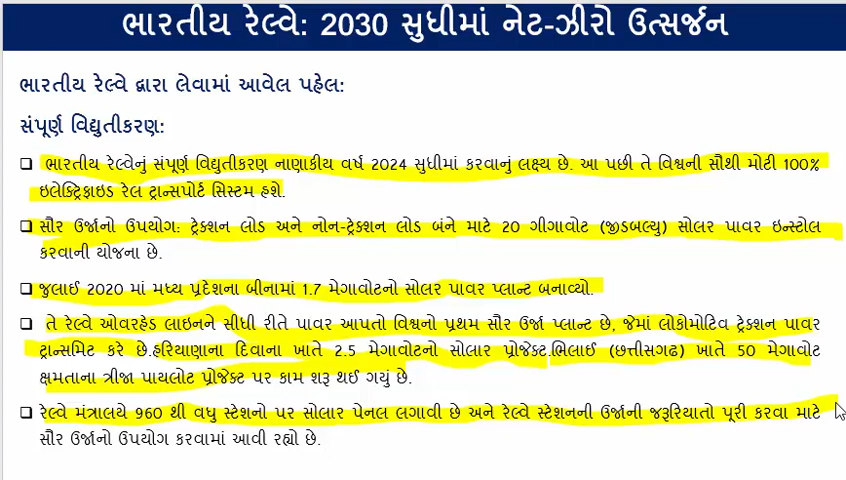 ભારતીય રેલ્વે: 2030 સુધીમાં નેટ-ઝીરો ઉત્સર્જન
ભારતીય રેલ્વે દ્વારા લેવામાં આવેલ પહેલ:
સંપૂર્ણ વિદ્યુતીકરણ:
❑ ભારતીય રેલ્વેનું સંપૂર્ણ વિદ્યુતીકરણ નાણાકીય વર્ષ 2024 સુધીમાં કરવાનું લક્ષ્ય છે. આ પછી તે વિશ્વની સૌથી મોટી 100%
ઇલેક્ટ્રિફાઇડ રેલ ટ્રાન્સપોર્ટ સિસ્ટમ હશે.
❑ સૌર ઉર્જાનો ઉપયોગ: ટ્રેક્શન લોડ અને નોન-ટ્રેક્શન લોડ બંને માટે 20 ગીગાવોટ (જીડબલ્યુ) સોલર પાવર ઇન્સ્ટોલ
કરવાની યોજના છે.
❑ જુલાઈ 2020 માં મધ્ય પ્રદેશના બીનામાં 1.7 મેગાવોટનો સોલર પાવર પ્લાન્ટ બનાવ્યો.
❑ તે રેલ્વે ઓવરહેડ લાઇનને સીધી રીતે પાવર આપતો વિશ્વનો પ્રથમ સૌર ઉર્જા પ્લાન્ટ છે, જેમાં લોકોમોટિવ ટ્રેક્શન પાવર
ટ્રાન્સમિટ કરે છે.હરિયાણાના દિવાના ખાતે 2.5 મેગાવોટનો સોલાર પ્રોજેક્ટ.ભિલાઈ (છત્તીસગઢ) ખાતે 50 મેગાવોટ
ક્ષમતાના ત્રીજા પાયલોટ પ્રોજેક્ટ પર કામ શરૂ થઈ ગયું છે.
❑ રેલ્વે મંત્રાલયે 960 થી વધુ સ્ટેશનો પર સોલાર પેનલ લગાવી છે અને રેલ્વે સ્ટેશનની ઉર્જાની જરૂરિયાતો પૂરી કરવા માટે
સૌર ઉર્જાનો ઉપયોગ કરવામાં આવી રહ્યો છે.